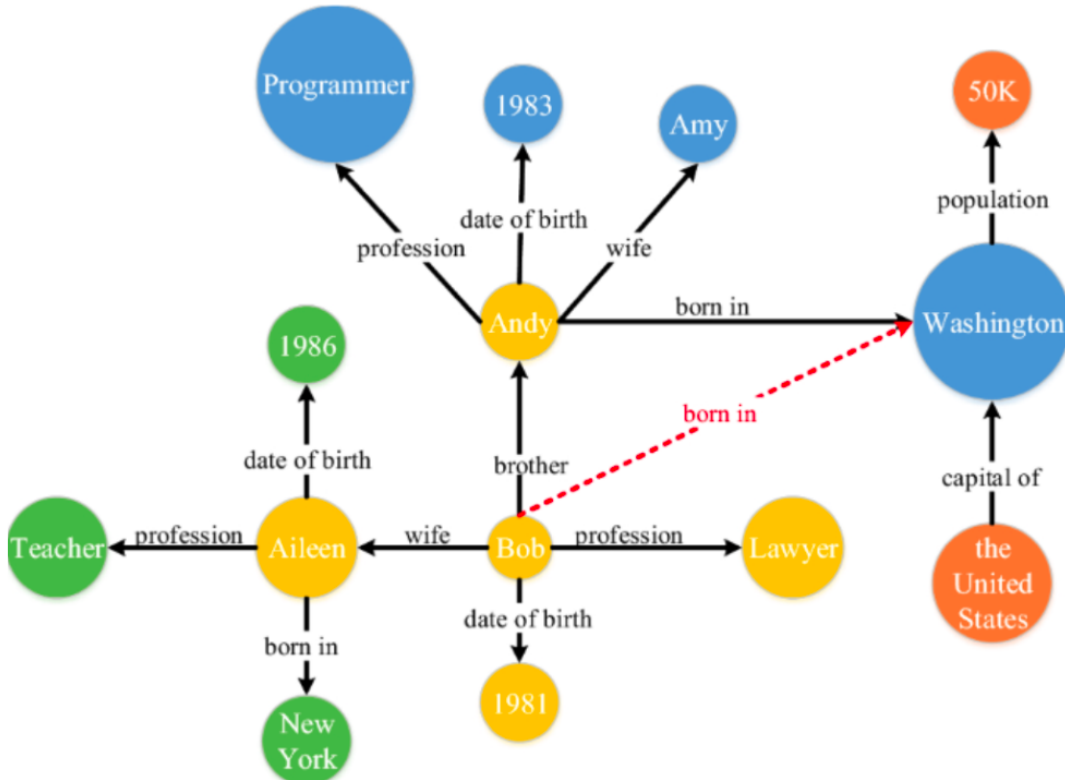 Programmer
1983
Amy
50K
date of birth
population
profession
wife
born in
Andy
Washington
1986
born in
date of birth
brother
capital of
Teacher
profession
Aileen
wife
Bob
profession
Lawyer
the
United
States
born in
date of birth
1981
New
York